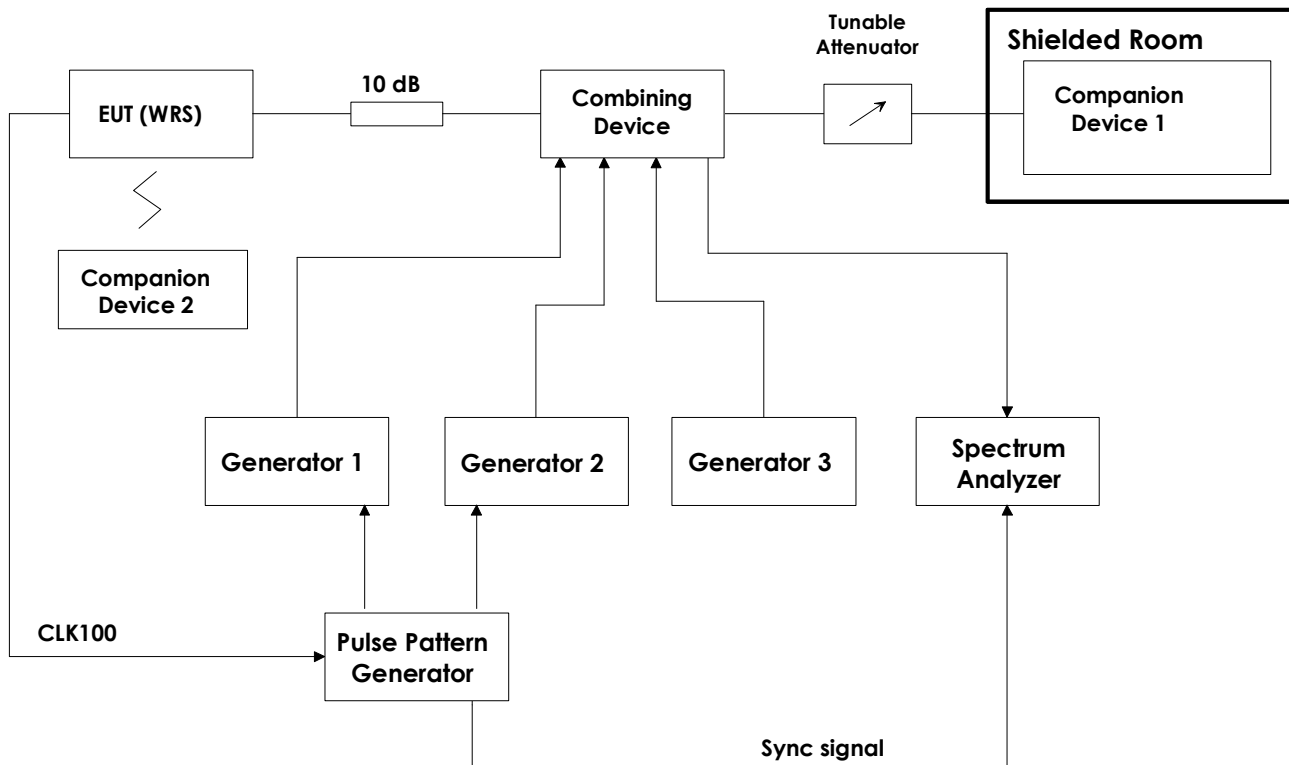 Tunable
Attenuator
Shielded Room
10 dB
EUT (WRS)
Combining
Device
Companion
Device 1
Companion
Device 2
Generator 1
Generator 2
Generator 3
Spectrum
Analyzer
CLK100
Pulse Pattern
Generator
Sync signal